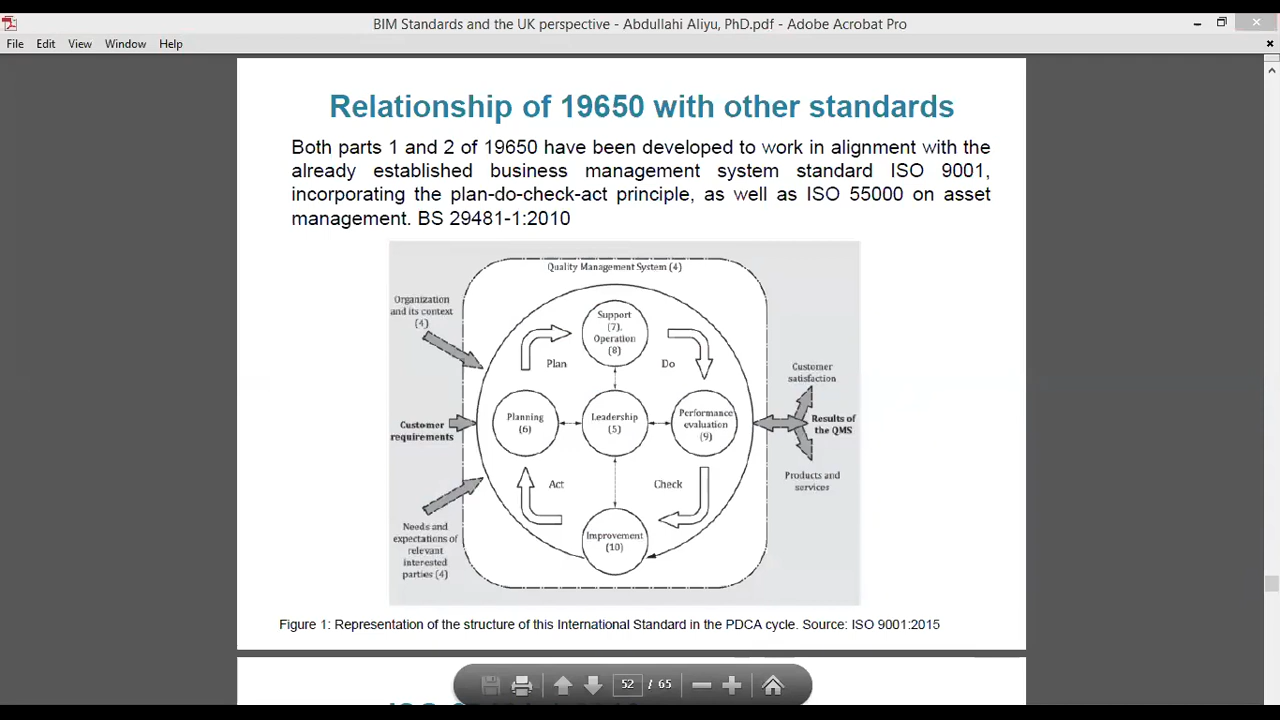 BIM Standards and the UK perspective - Abdullahi Aliyu, PhD.pdf - Adobe Acrobat Pro
File Edit View Window Help
Relationship of 19650 with other standards
Both parts 1 and 2 of 19650 have been developed to work in alignment with the
already established business management system standard ISO 9001,
incorporating the plan-do-check-act principle, as well as ISO 55000 on asset
management. BS 29481-1:2010
Quality Management System (4)
Organization
and its context
(4)
Support
(7),
Operation
(8)
Plan
Do
Customer
satisfaction
Planning
(6)
Leadership
(5)
Performance
evaluation
(9)
Customer
requirements
Results of
the QMS
Act
Check
Products and
services
Needs and
expectations of
relevant
interested
parties (4)
Improvement
(10)
Figure 1: Representation of the structure of this International Standard in the PDCA cycle. Source: ISO 9001:2015
52 / 65